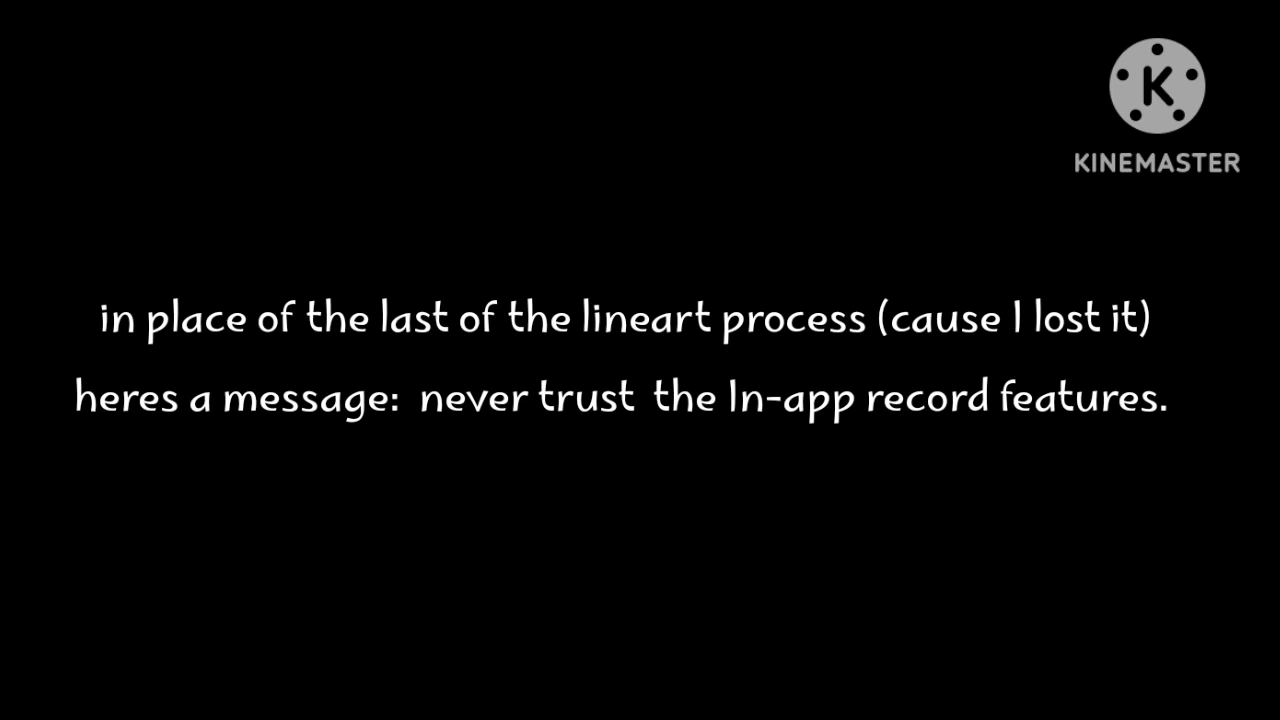 K
KINEMASTER
in place of the last of the lineart process (cause I lost it)
heres a message: never trust the In-app record features.